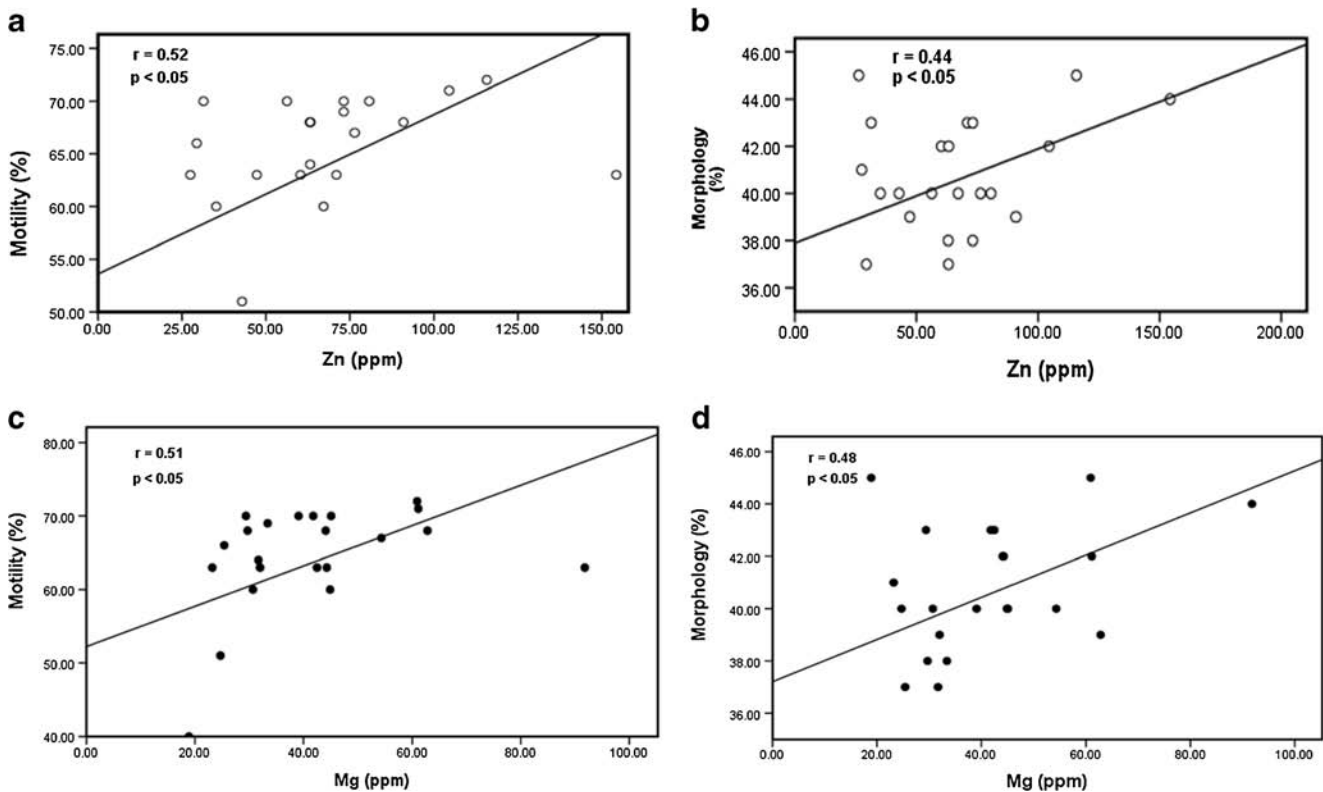 a
r = 0.52
p < 0.05
75.00
70.00
65.00
60.00
55.00
50.00
Motility (%)
0.00 25.00 50.00 75.00 100.00 125.00 150.00
Zn (ppm)
b
r = 0.44
p < 0.05
46.00
44.00
42.00
40.00
38.00
36.00
Morphology
(%)
0.00 50.00 100.00 150.00 200.00
Zn (ppm)
c
r = 0.51
p < 0.05
80.00
70.00
60.00
50.00
40.00
Motility (%)
0.00 20.00 40.00 60.00 80.00 100.00
Mg (ppm)
d
r = 0.48
p < 0.05
46.00
44.00
42.00
40.00
38.00
36.00
Morphology (%)
0.00 20.00 40.00 60.00 80.00 100.00
Mg (ppm)